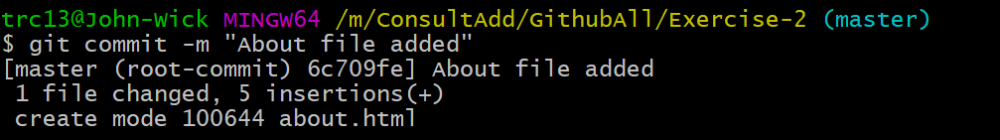 trc13@John-Wick MINGW64 /m/ConsultAdd/GithubAll/Exercise-2 (master)
$ git commit -m "About file added"
[master (root-commit) 6c709fe] About file added
 1 file changed, 5 insertions(+)
 create mode 100644 about.html